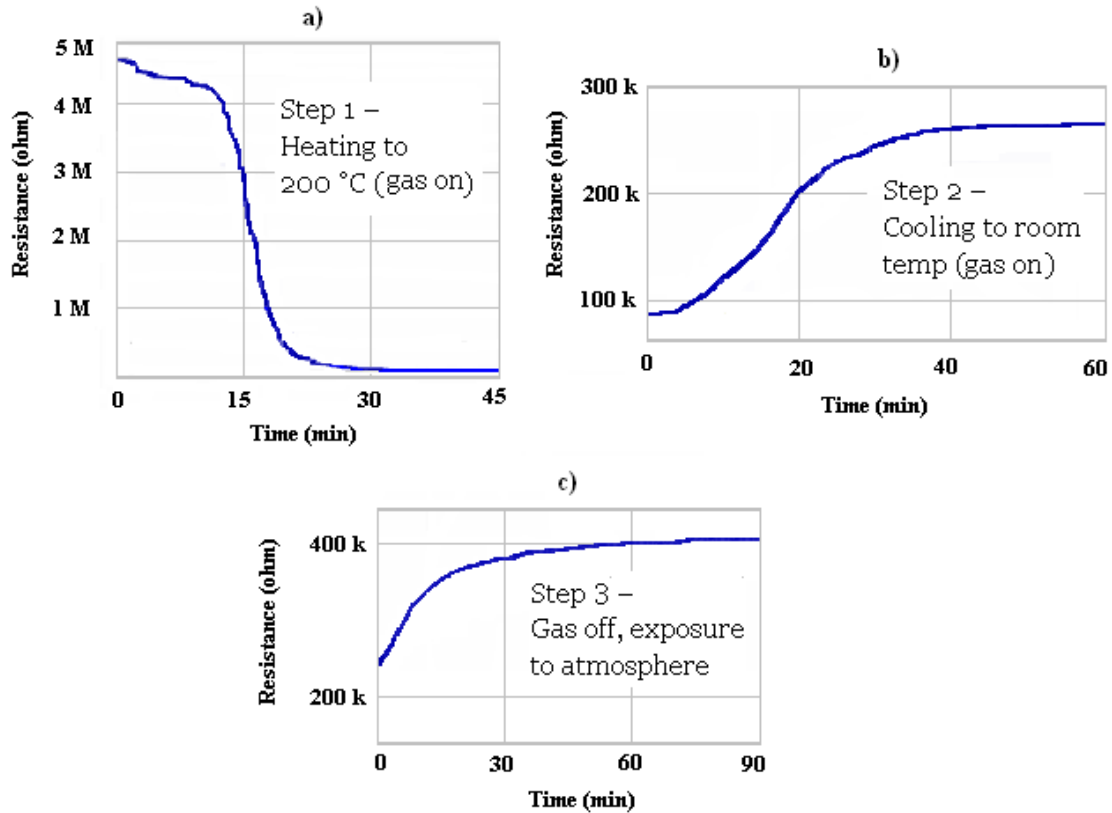 a)
5 M
4 M
3 M
2 M
1 M
Resistance (ohm)
Step 1 –
Heating to
200 °C (gas on)
0 15 30 45
Time (min)
b)
300 k
200 k
100 k
Resistance (ohm)
Step 2 –
Cooling to room
temp (gas on)
0 20 40 60
Time (min)
c)
400 k
200 k
Resistance (ohm)
Step 3 –
Gas off, exposure
to atmosphere
0 30 60 90
Time (min)